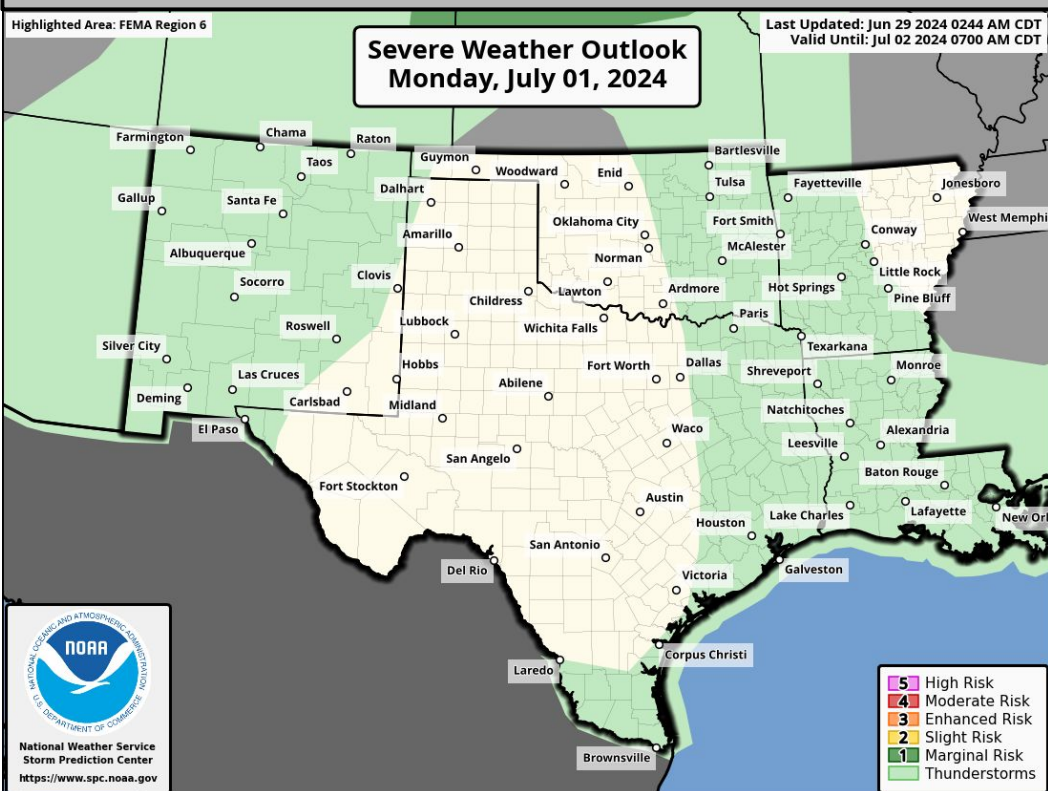 Highlighted Area: FEMA Region 6
Last Updated: Jun 29 2024 0244 AM CDT
Valid Until: Jul 02 2024 0700 AM CDT
Severe Weather Outlook
Monday, July 01, 2024
Farmington
Chama
Raton
Taos
Guymon
Woodward
Enid
Bartlesville
Tulsa
Fayetteville
Jonesboro
Gallup
Santa Fe
Dalhart
Oklahoma City
Fort Smith
West Memphi
Albuquerque
Amarillo
Norman
McAlester
Conway
Socorro
Clovis
Childress
Lawton
Ardmore
Hot Springs
Little Rock
Pine Bluff
Roswell
Lubbock
Wichita Falls
Paris
Texarkana
Silver City
Las Cruces
Hobbs
Abilene
Fort Worth
Dallas
Shreveport
Monroe
Deming
Carlsbad
Midland
Natchitoches
El Paso
Waco
Leesville
Alexandria
San Angelo
Fort Stockton
Baton Rouge
Austin
Houston
Lake Charles
Lafayette
New Orl
San Antonio
Del Rio
Victoria
Galveston
Laredo
Corpus Christi
Brownsville
NATIONAL OCEANIC AND ATMOSPHERIC ADMINISTRATION
NOAA
U.S. DEPARTMENT OF COMMERCE
National Weather Service
Storm Prediction Center
https://www.spc.noaa.gov
5 High Risk
4 Moderate Risk
3 Enhanced Risk
2 Slight Risk
1 Marginal Risk
Thunderstorms